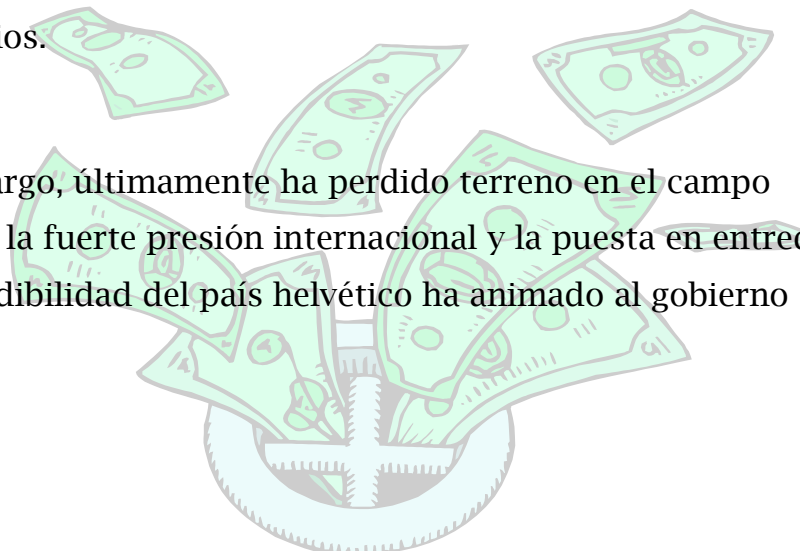 ios.
argo, últimamente ha perdido terreno en el campo
la fuerte presión internacional y la puesta en entred
dibilidad del país helvético ha animado al gobierno